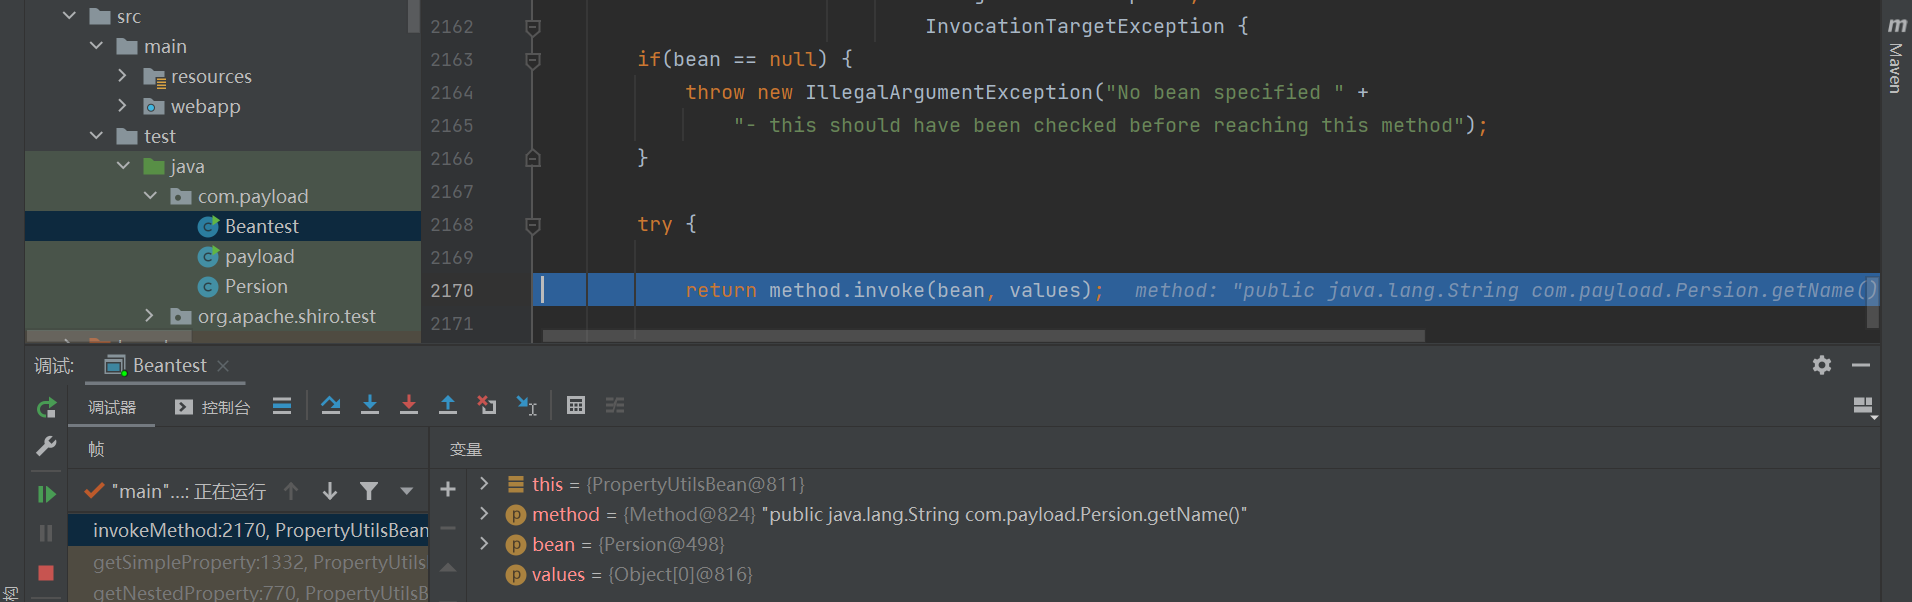 src
main
resources
webapp
test
java
com.payload
Beantest
payload
Persion
org.apache.shiro.test
2162 InvocationTargetException {
2163 if(bean == null) {
2164 throw new IllegalArgumentException("No bean specified " +
2165 "- this should have been checked before reaching this method");
2166 }
2167
2168 try {
2169
2170 return method.invoke(bean, values); method: "public java.lang.String com.payload.Persion.getName()
2171
m
Maven
调试: Beantest
调试器 控制台
帧 变量
"main"...: 正在运行
invokeMethod:2170, PropertyUtilsBean
getSimpleProperty:1332, PropertyUtils
getNestedProperty:770, PropertyUtilsB
this = {PropertyUtilsBean@811}
method = {Method@824} "public java.lang.String com.payload.Persion.getName()"
bean = {Persion@498}
values = {Object[0]@816}
构